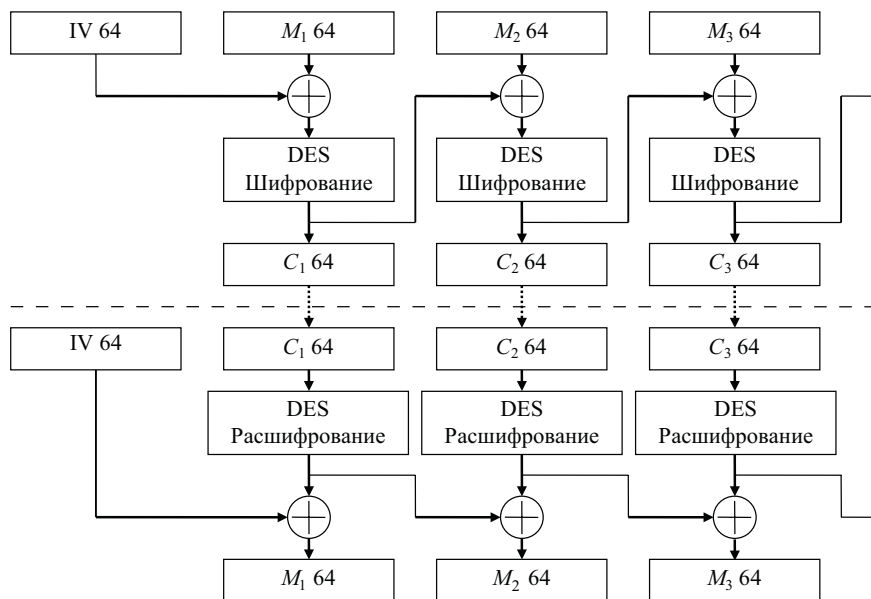 IV 64 M₁ 64 M₂ 64 M₃ 64
DES DES DES
Шифрование Шифрование Шифрование
C₁ 64 C₂ 64 C₃ 64
IV 64 C₁ 64 C₂ 64 C₃ 64
DES DES DES
Расшифрование Расшифрование Расшифрование
M₁ 64 M₂ 64 M₃ 64